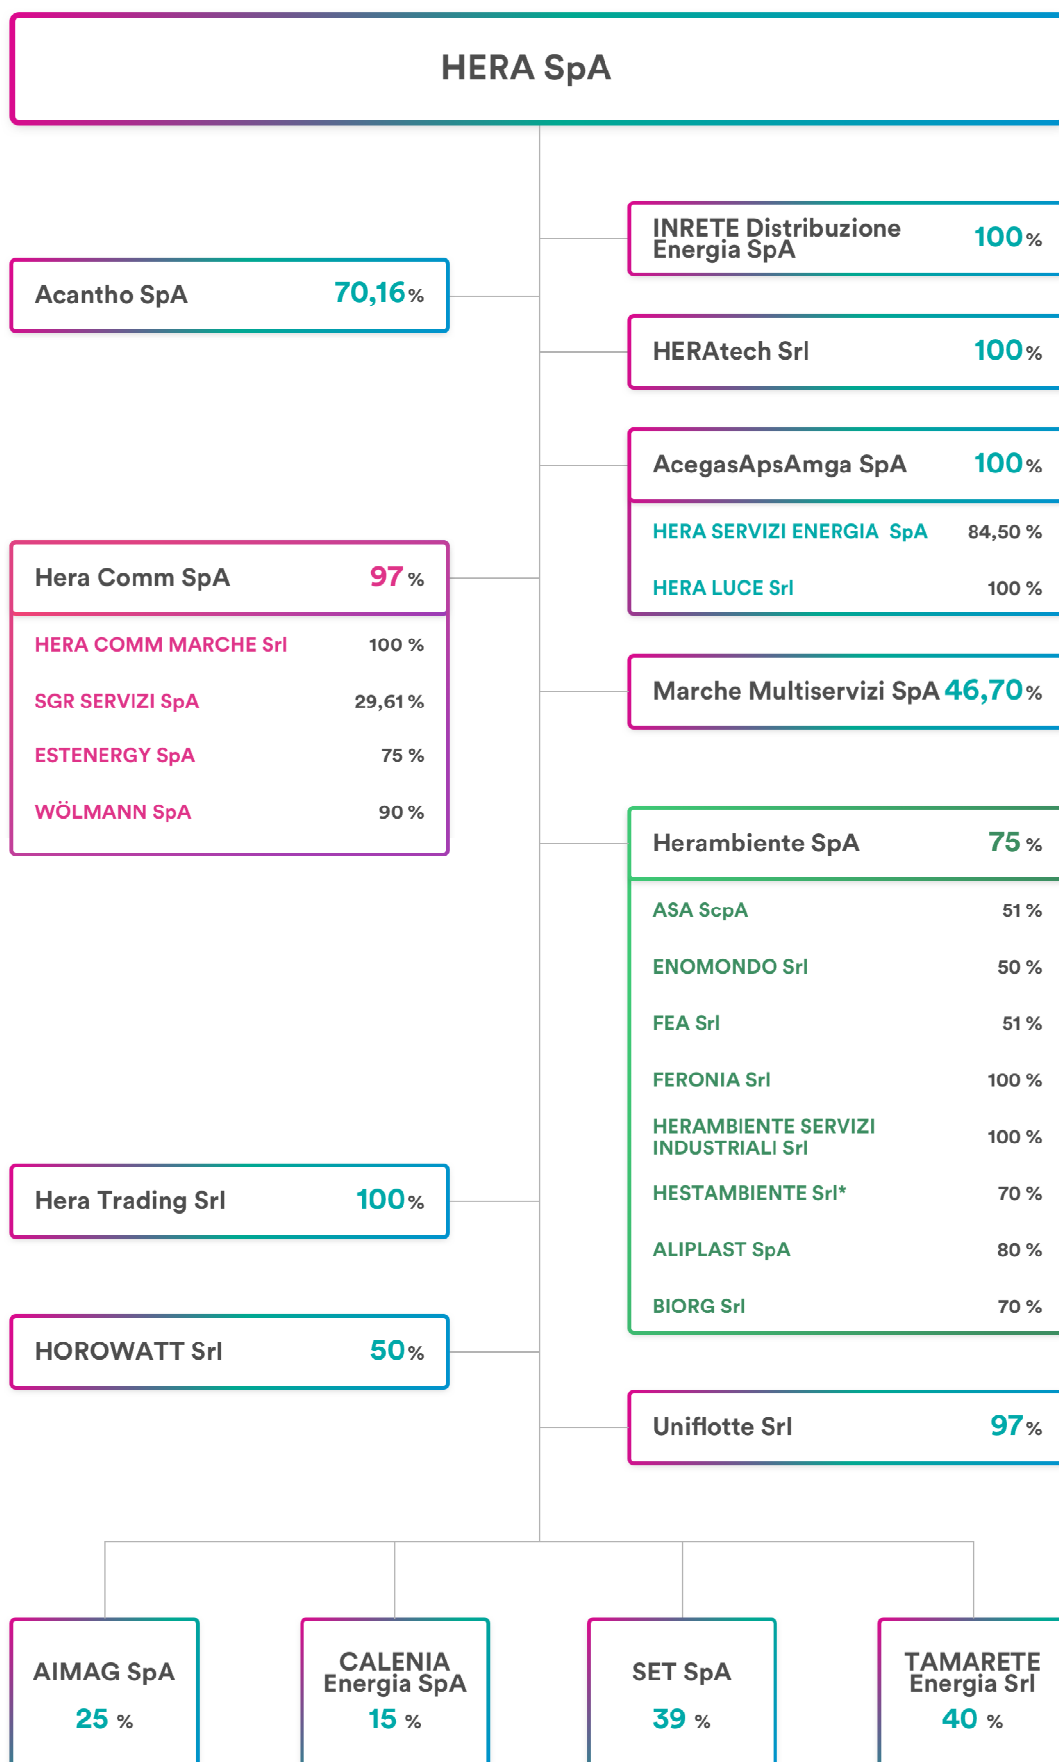 HERA SpA
INRETE Distribuzione
Energia SpA
100%
Acantho SpA 70,16%
HERAtech Srl 100%
AcegasApsAmga SpA 100%
HERA SERVIZI ENERGIA SpA 84,50 %
HERA LUCE Srl 100 %
Hera Comm SpA 97 %
HERA COMM MARCHE Srl 100 %
SGR SERVIZI SpA 29,61 %
ESTENERGY SpA 75 %
WÖLMANN SpA 90 %
Marche Multiservizi SpA 46,70%
Herambiente SpA 75 %
ASA ScpA 51 %
ENOMONDO Srl 50 %
FEA Srl 51 %
FERONIA Srl 100 %
HERAMBIENTE SERVIZI
INDUSTRIALI Srl
100 %
HESTAMBIENTE Srl* 70 %
ALIPLAST SpA 80 %
BIORG Srl 70 %
Hera Trading Srl 100%
HOROWATT Srl 50%
Uniflotte Srl 97%
AIMAG SpA
25 %
CALENIA
Energia SpA
15 %
SET SpA
39 %
TAMARETE
Energia Srl
40 %